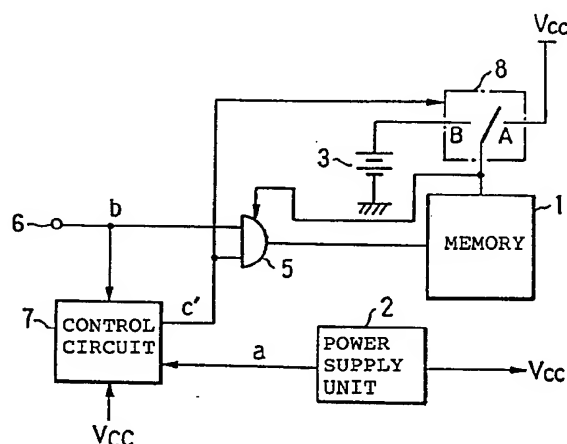 Vcc
8
B
A
3
6
b
5
MEMORY
1
7
CONTROL
CIRCUIT
c'
a
2
POWER
SUPPLY
UNIT
Vcc
Vcc